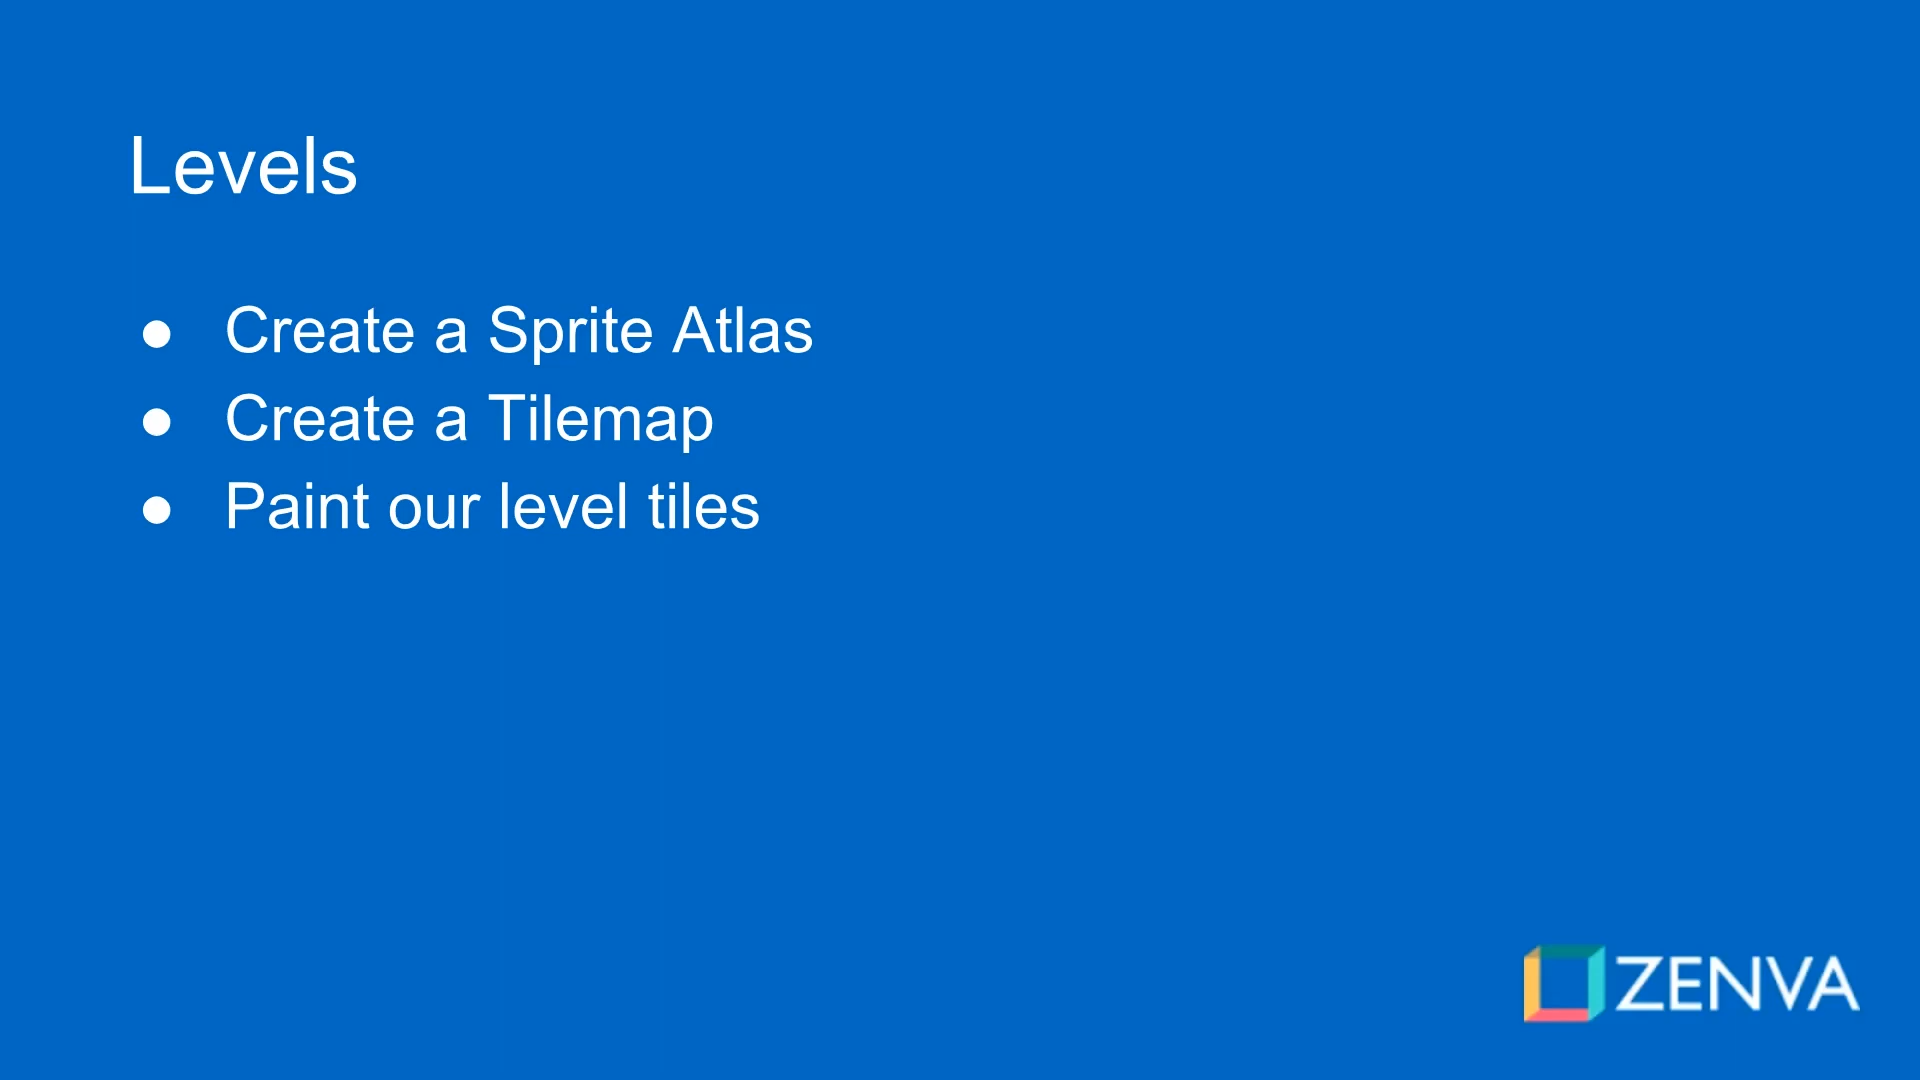 Levels
● Create a Sprite Atlas
● Create a Tilemap
● Paint our level tiles
ZENVA